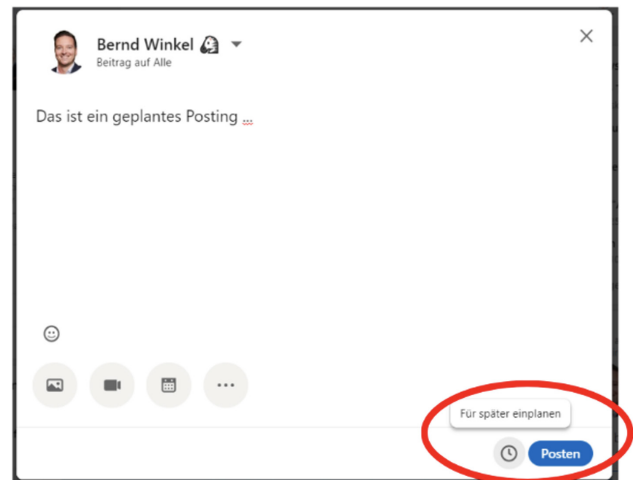 Bernd Winkel
Beitrag auf Alle
Das ist ein geplantes Posting ...
Für später einplanen
Posten